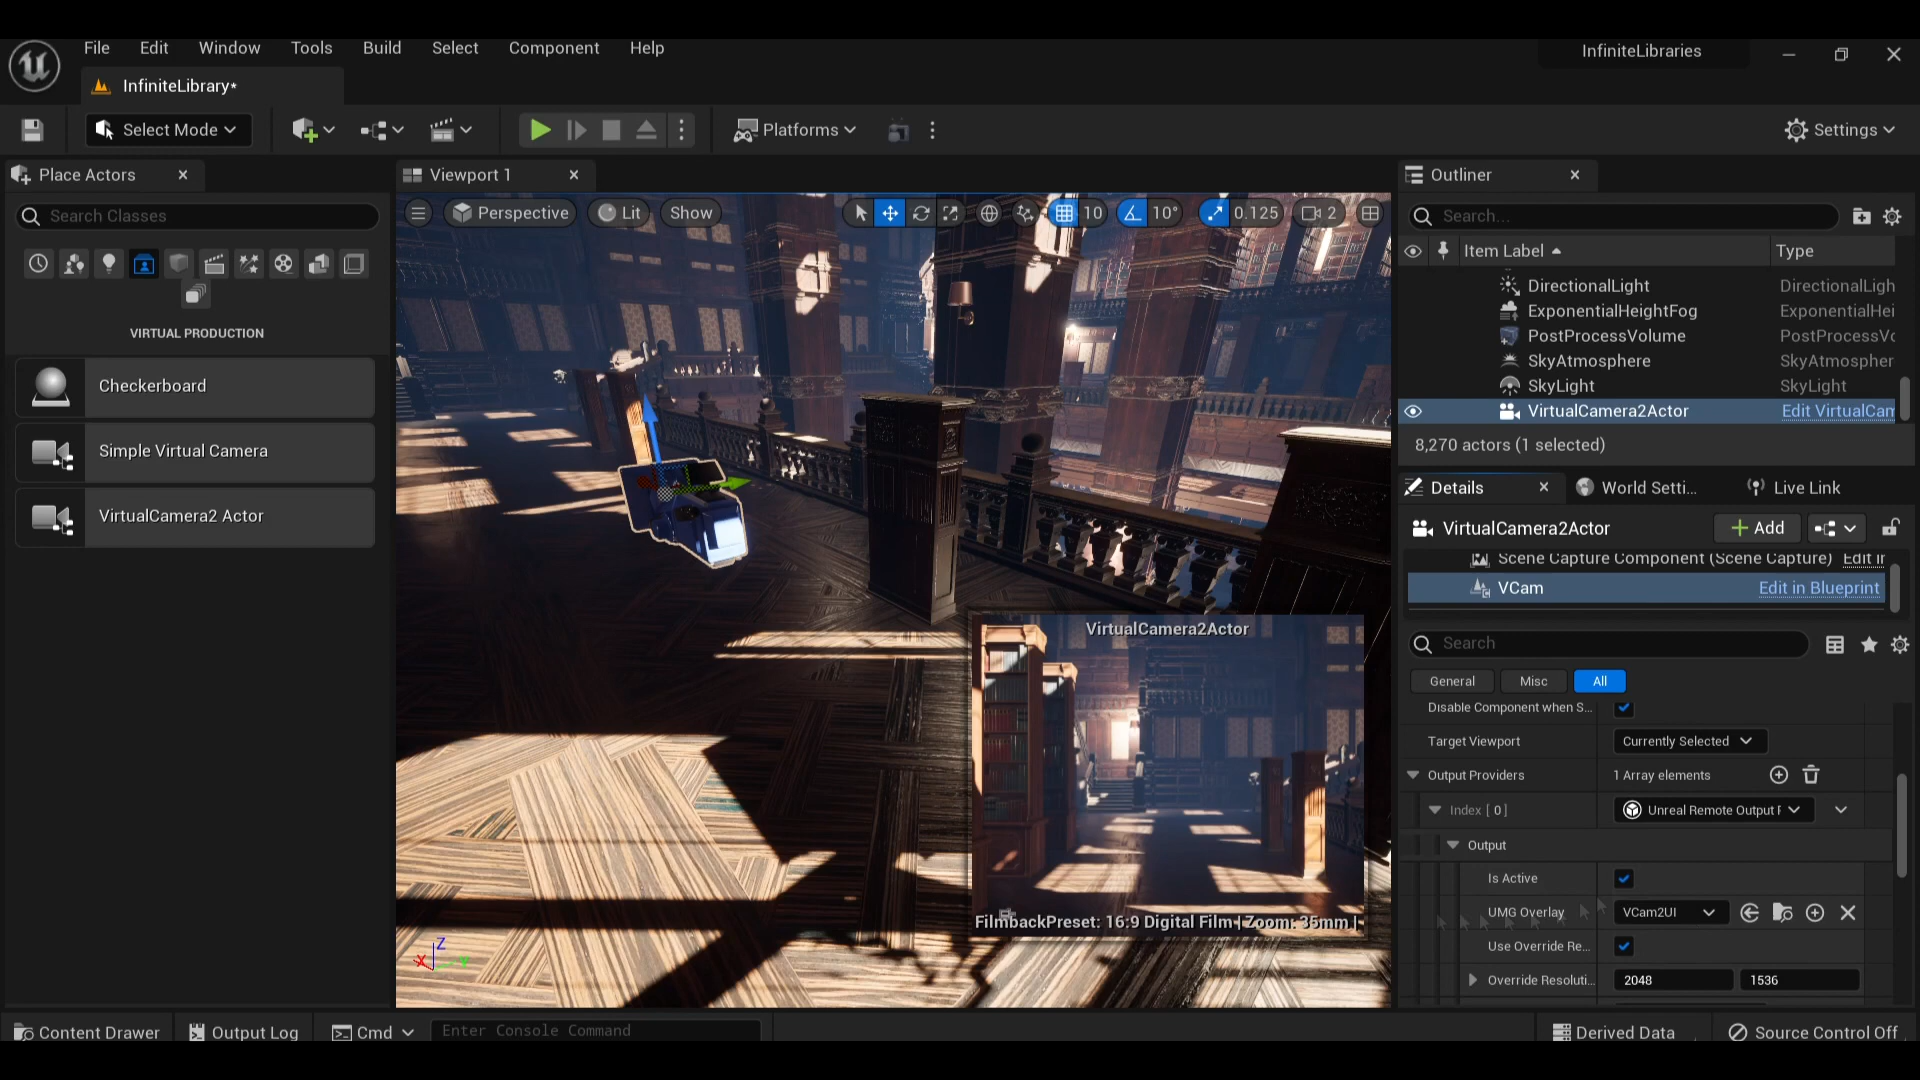 File Edit Window Tools Build Select Component Help
InfiniteLibraries
InfiniteLibrary*
Select Mode
Platforms
Settings
Place Actors
Search Classes
VIRTUAL PRODUCTION
Checkerboard
Simple Virtual Camera
VirtualCamera2 Actor
Viewport 1
Perspective Lit Show 10 10° 0.125 2
VirtualCamera2Actor
FilmbackPreset: 16:9 Digital Film | Zoom: 35mm |
Z
X Y
Outliner
Search...
Item Label Type
DirectionalLight DirectionalLigh
ExponentialHeightFog ExponentialHei
PostProcessVolume PostProcessVo
SkyAtmosphere SkyAtmospher
SkyLight SkyLight
VirtualCamera2Actor Edit VirtualCam
8,270 actors (1 selected)
Details World Setti... Live Link
VirtualCamera2Actor Add
Scene Capture Component (Scene Capture) Edit in
VCam Edit in Blueprint
Search
General Misc All
Disable Component when S...
Target Viewport Currently Selected
Output Providers 1 Array elements
Index [ 0 ] Unreal Remote Output P
Output
Is Active
UMG Overlay VCam2UI
Use Override Re...
Override Resoluti... 2048 1536
Content Drawer Output Log Cmd Enter Console Command
Derived Data Source Control Off